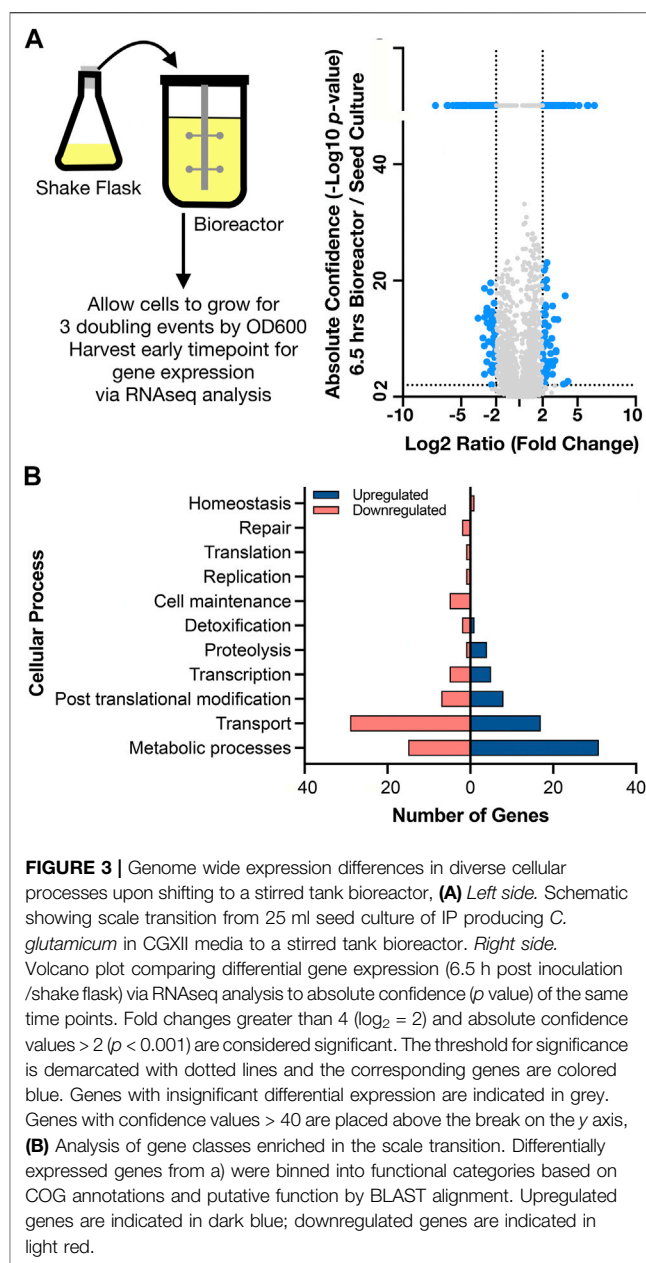 A
Shake Flask
Bioreactor
Allow cells to grow for
3 doubling events by OD600
Harvest early timepoint for
gene expression
via RNAseq analysis
Absolute Confidence (-Log10 p-value)
6.5 hrs Bioreactor / Seed Culture
40
20
2
0
-10
-5
-2
2
5
10
Log2 Ratio (Fold Change)
B
Upregulated
Downregulated
Cellular Process
Homeostasis
Repair
Translation
Replication
Cell maintenance
Detoxification
Proteolysis
Transcription
Post translational modification
Transport
Metabolic processes
40
20
0
20
40
Number of Genes
FIGURE 3 | Genome wide expression differences in diverse cellular
processes upon shifting to a stirred tank bioreactor, (A) Left side. Schematic
showing scale transition from 25 ml seed culture of IP producing C.
glutamicum in CGXII media to a stirred tank bioreactor. Right side.
Volcano plot comparing differential gene expression (6.5 h post inoculation
/shake flask) via RNAseq analysis to absolute confidence (p value) of the same
time points. Fold changes greater than 4 (log₂ = 2) and absolute confidence
values > 2 (p < 0.001) are considered significant. The threshold for significance
is demarcated with dotted lines and the corresponding genes are colored
blue. Genes with insignificant differential expression are indicated in grey.
Genes with confidence values > 40 are placed above the break on the y axis,
(B) Analysis of gene classes enriched in the scale transition. Differentially
expressed genes from a) were binned into functional categories based on
COG annotations and putative function by BLAST alignment. Upregulated
genes are indicated in dark blue; downregulated genes are indicated in
light red.